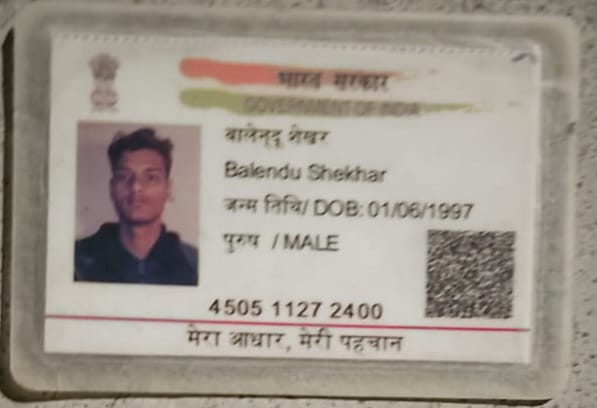 भारत सरकार
GOVERNMENT OF INDIA
बालेनदू शेखर
Balendu Shekhar
जन्म तिथि/ DOB: 01/06/1997
पुरुष / MALE
4505 1127 2400
मेरा आधार, मेरी पहचान